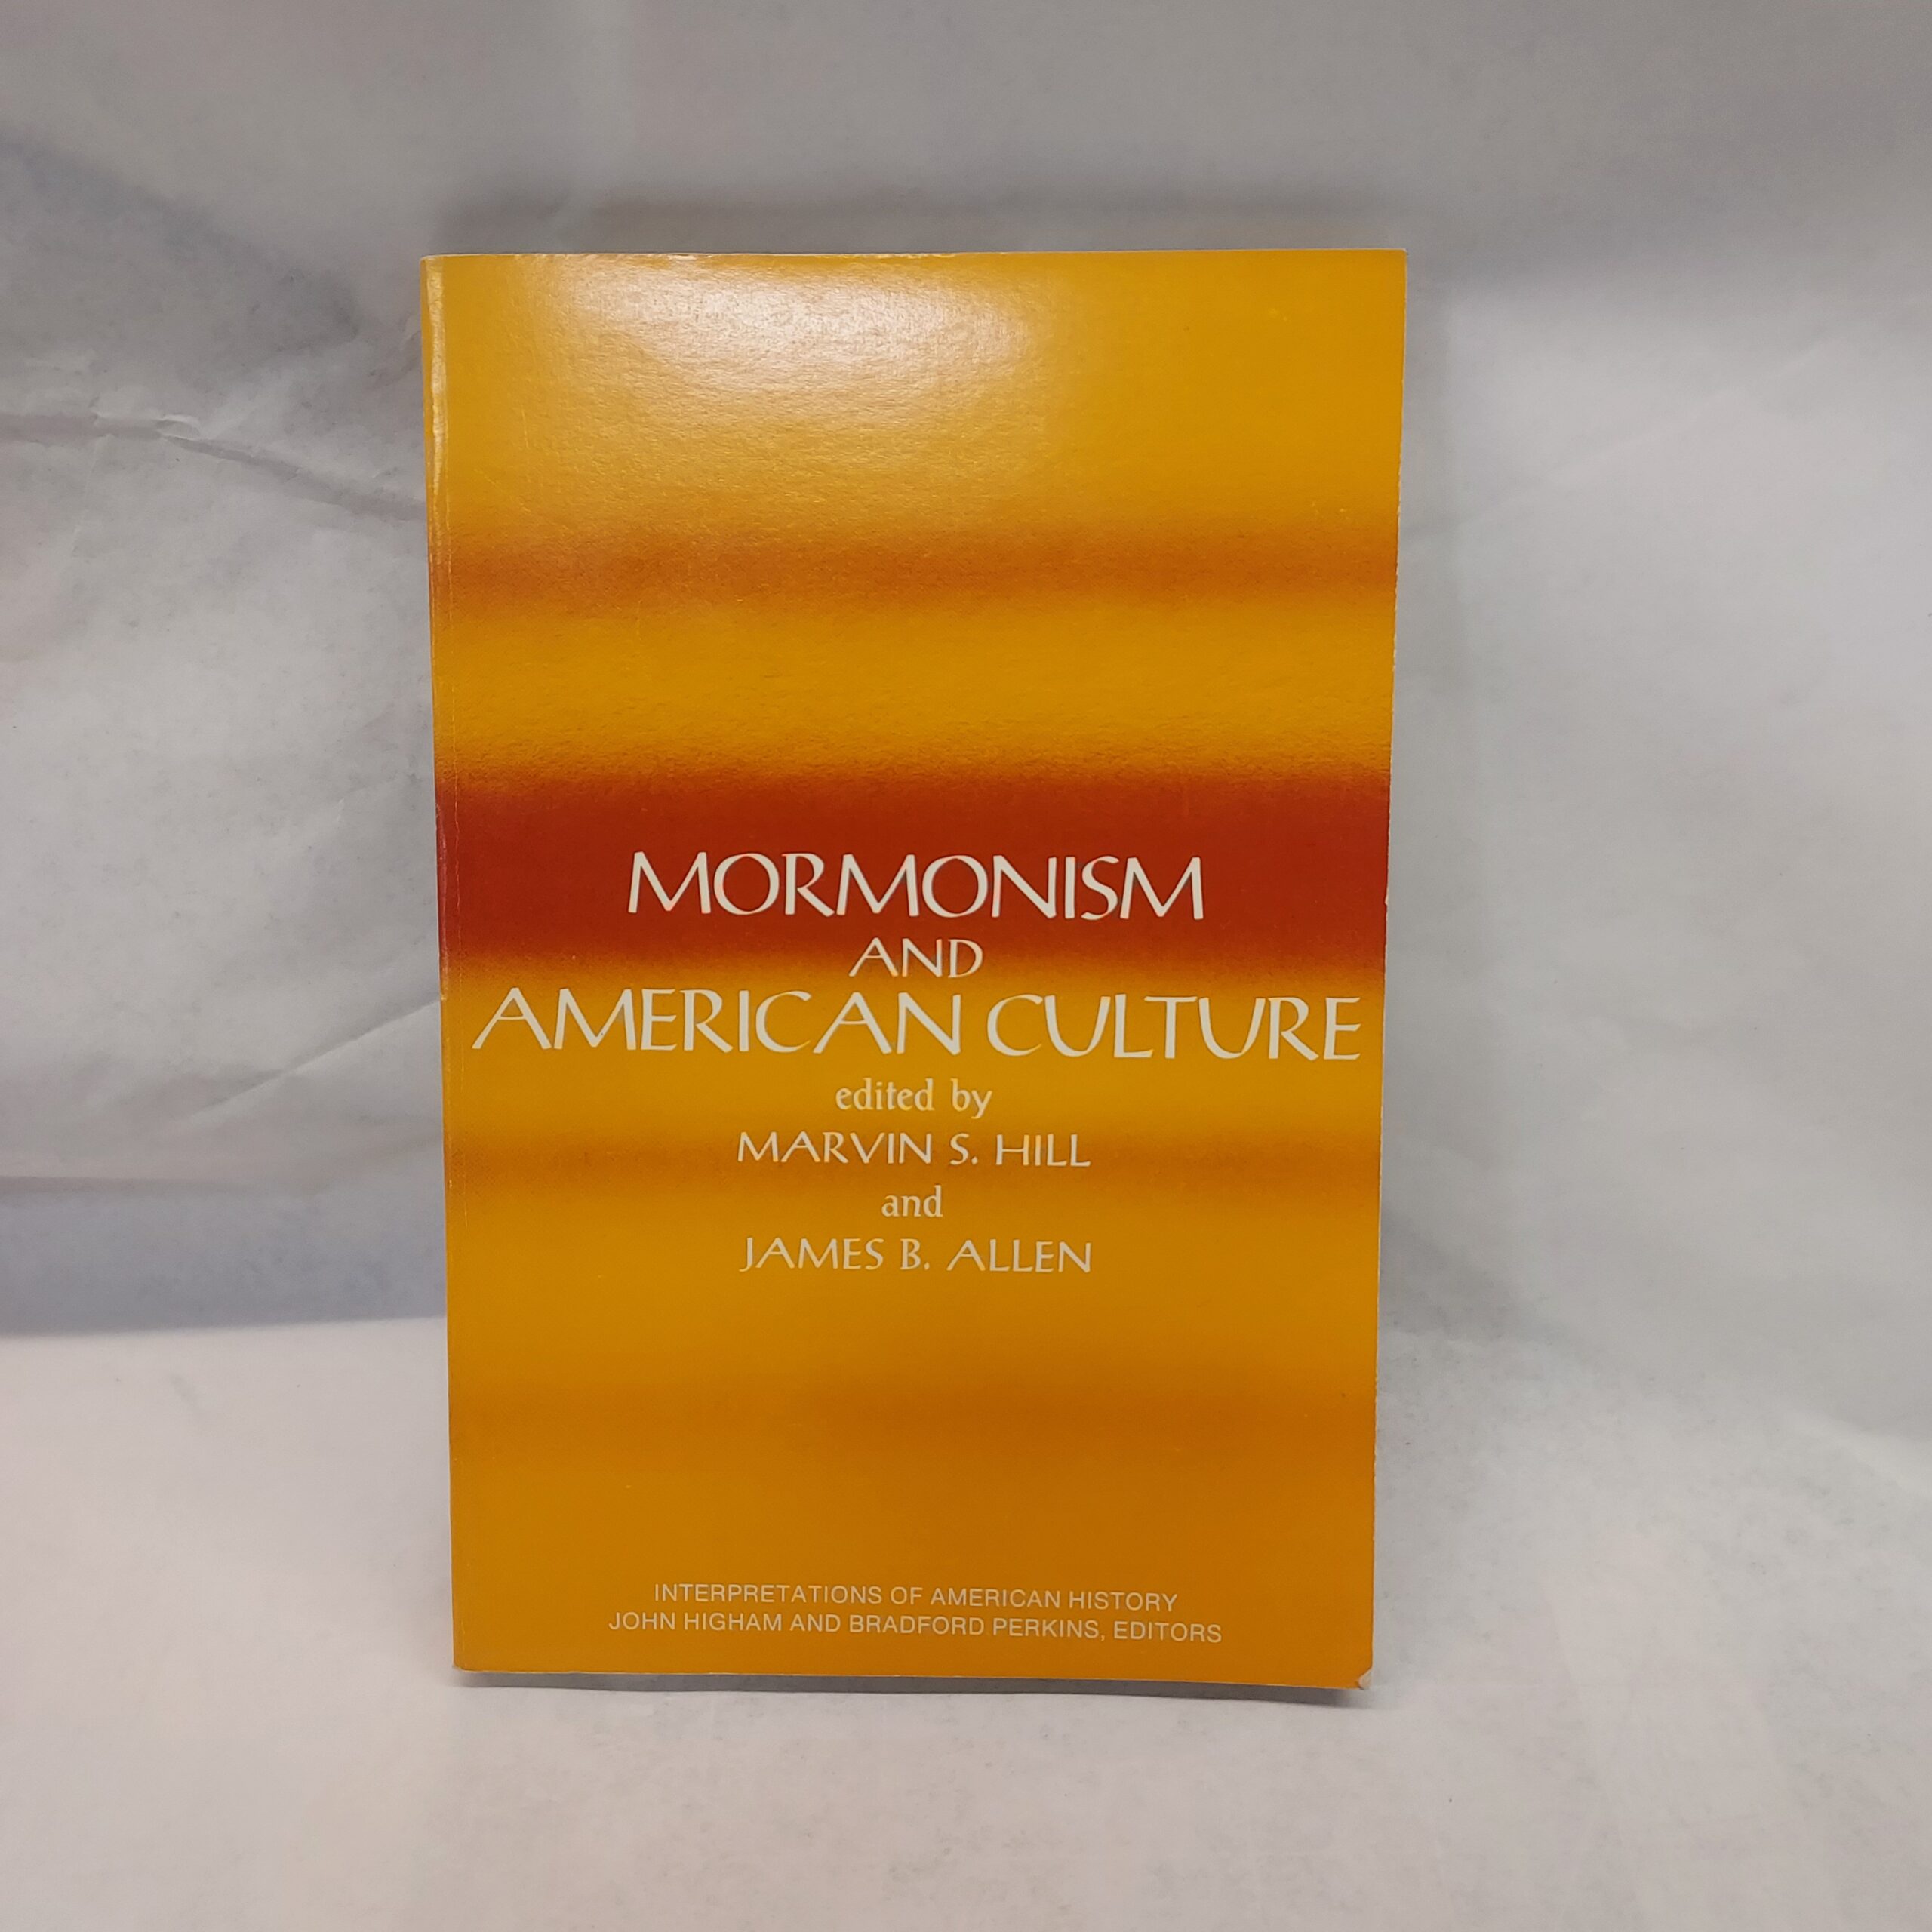 MORMONISM
AND
AMERICAN CULTURE
edited by
MARVIN S. HILL
and
JAMES B. ALLEN
INTERPRETATIONS OF AMERICAN HISTORY
JOHN HIGHAM AND BRADFORD PERKINS, EDITORS